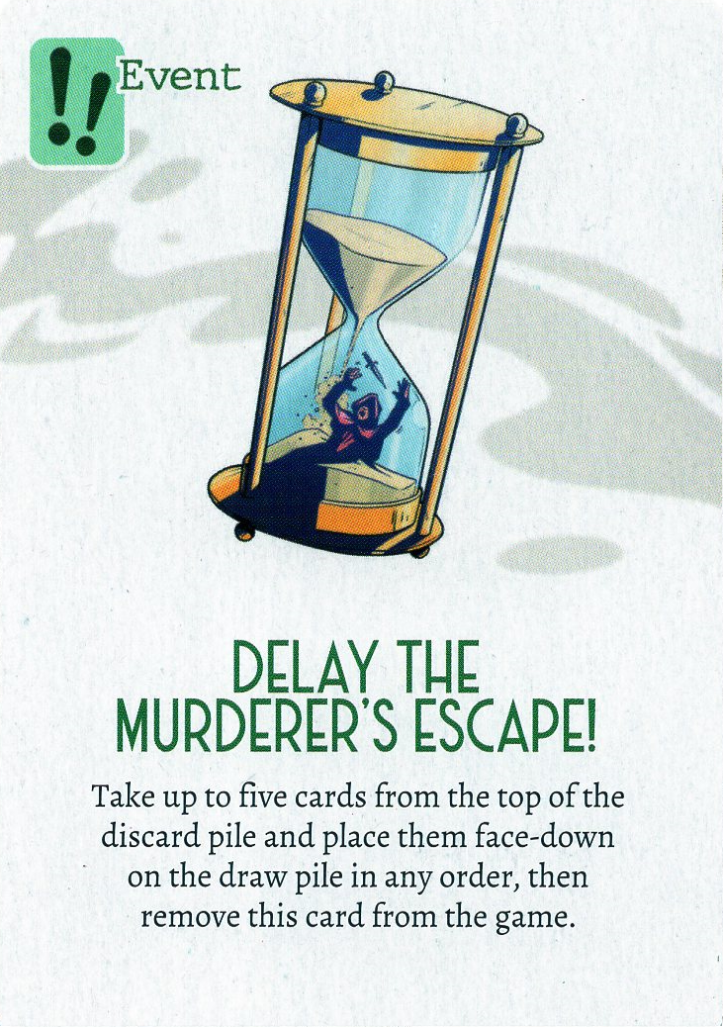 !!
Event
DELAY THE
MURDERER'S ESCAPE!
Take up to five cards from the top of the
discard pile and place them face-down
on the draw pile in any order, then
remove this card from the game.